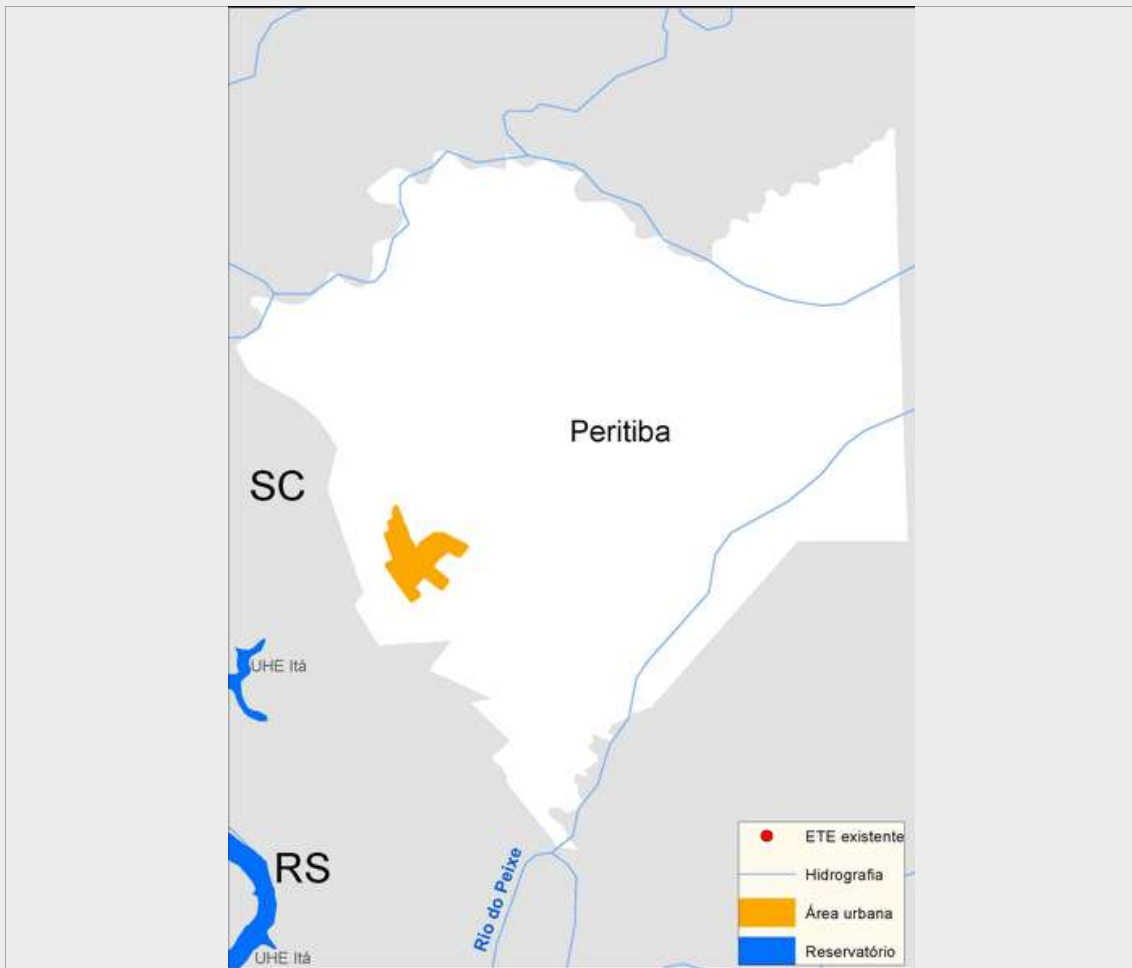 Peritiba
SC
UHE Itá
RS
Rio do Peixe
UHE Itá
ETE existente
Hidrografia
Área urbana
Reservatório